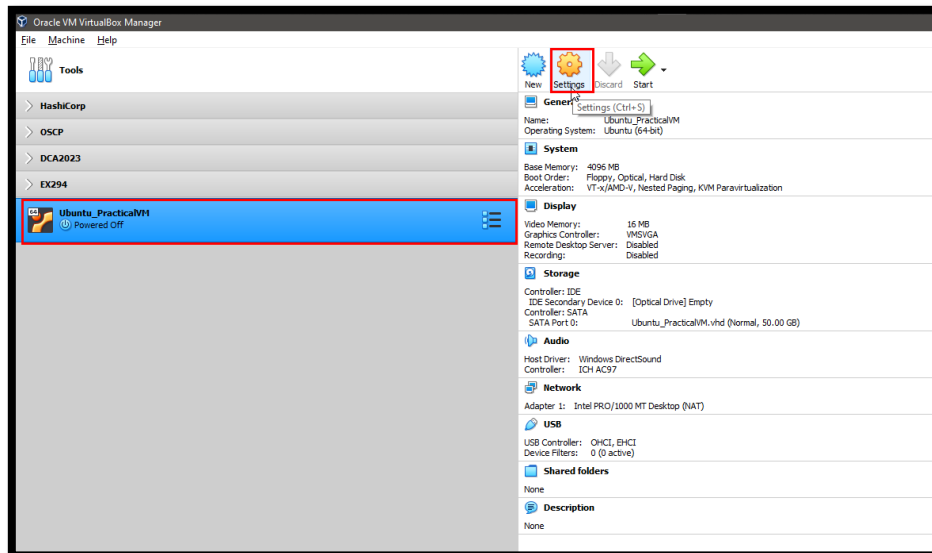 Oracle VM VirtualBox Manager
File Machine Help
Tools
HashiCorp
OSCP
DCA2023
EX294
64
Ubuntu_PracticalVM
Powered Off
New Settings Discard Start
Settings (Ctrl+S)
General
Name: Ubuntu_PracticalVM
Operating System: Ubuntu (64-bit)
System
Base Memory: 4096 MB
Boot Order: Floppy, Optical, Hard Disk
Acceleration: VT-x/AMD-V, Nested Paging, KVM Paravirtualization
Display
Video Memory: 16 MB
Graphics Controller: VMSVGA
Remote Desktop Server: Disabled
Recording: Disabled
Storage
Controller: IDE
IDE Secondary Device 0: [Optical Drive] Empty
Controller: SATA
SATA Port 0: Ubuntu_PracticalVM.vhd (Normal, 50.00 GB)
Audio
Host Driver: Windows DirectSound
Controller: ICH AC97
Network
Adapter 1: Intel PRO/1000 MT Desktop (NAT)
USB
USB Controller: OHCI, EHCI
Device Filters: 0 (0 active)
Shared folders
None
Description
None